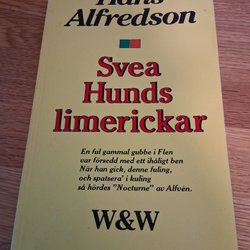 Hans
Alfredson
Svea
Hunds
limerickar
En ful gammal gubbe i Flen
var försedd med ett ihåligt ben
När han gick, denne fuling,
och spatsera' i kuling
så hördes "Nocturne" av Alfvén.
W&W